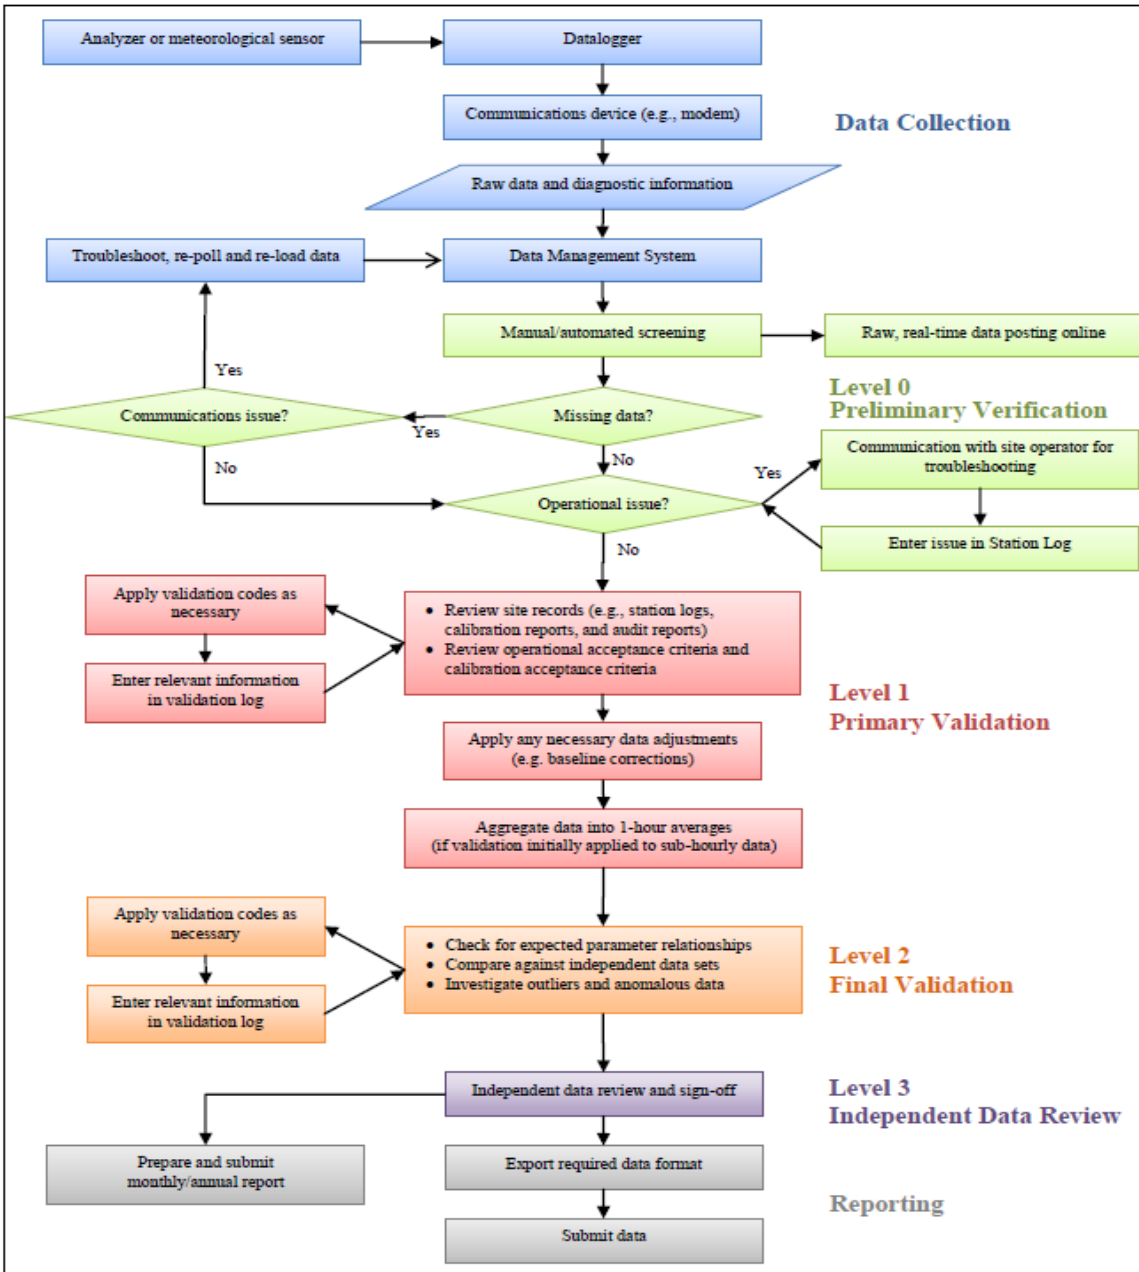 Analyzer or meteorological sensor
Datalogger
Communications device (e.g., modem)
Data Collection
Raw data and diagnostic information
Troubleshoot, re-poll and re-load data
Data Management System
Manual/automated screening
Raw, real-time data posting online
Yes
Level 0
Preliminary Verification
Communications issue?
Missing data?
Yes
Communication with site operator for
troubleshooting
No
No
Yes
Operational issue?
Enter issue in Station Log
No
Apply validation codes as
necessary
• Review site records (e.g., station logs,
calibration reports, and audit reports)
• Review operational acceptance criteria and
calibration acceptance criteria
Enter relevant information
in validation log
Level 1
Primary Validation
Apply any necessary data adjustments
(e.g. baseline corrections)
Aggregate data into 1-hour averages
(if validation initially applied to sub-hourly data)
Apply validation codes as
necessary
• Check for expected parameter relationships
• Compare against independent data sets
• Investigate outliers and anomalous data
Level 2
Final Validation
Enter relevant information
in validation log
Independent data review and sign-off
Level 3
Independent Data Review
Prepare and submit
monthly/annual report
Export required data format
Reporting
Submit data